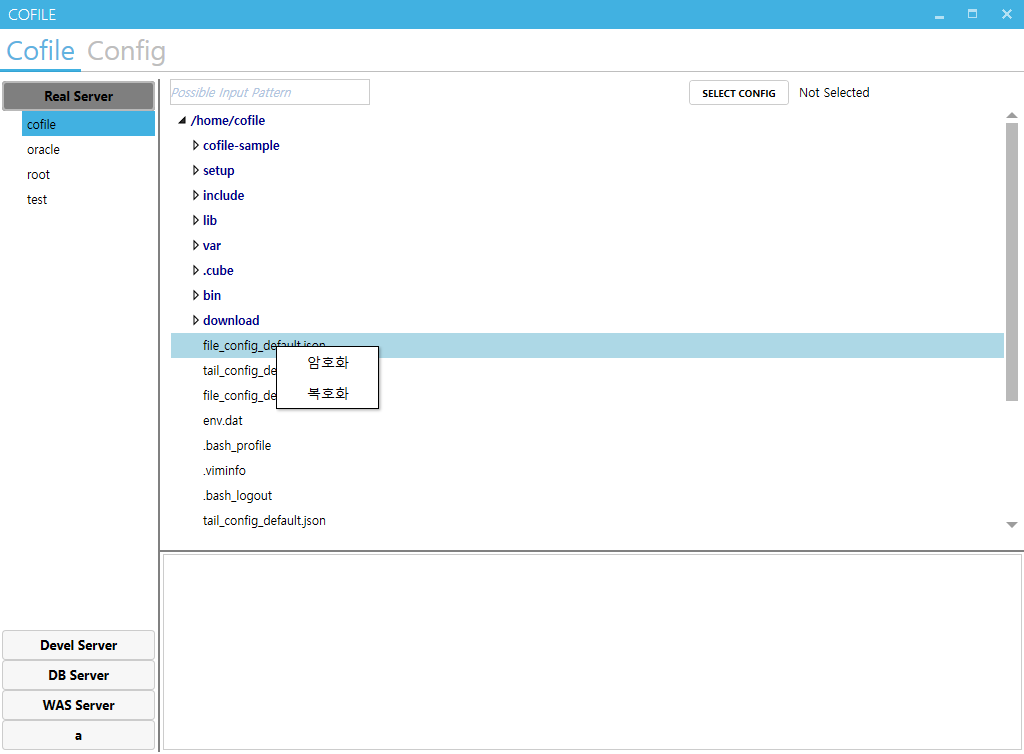 COFILE
Cofile Config
Real Server
cofile
oracle
root
test
Devel Server
DB Server
WAS Server
a
Possible Input Pattern
SELECT CONFIG Not Selected
/home/cofile
cofile-sample
setup
include
lib
var
.cube
bin
download
file_config_default.json
tail_config_de
file_config_de
암호화
복호화
env.dat
.bash_profile
.viminfo
.bash_logout
tail_config_default.json